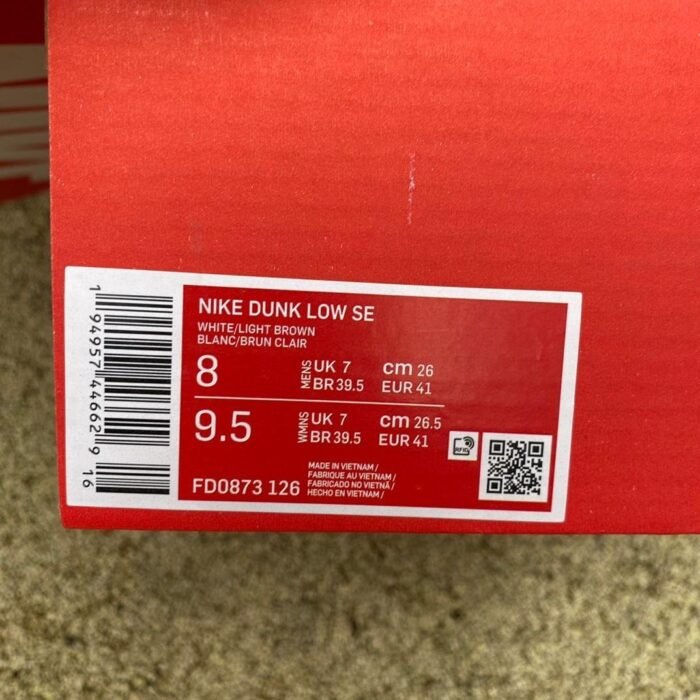 NIKE DUNK LOW SE
WHITE/LIGHT BROWN
BLANC/BRUN CLAIR
8 MENS UK 7 cm 26
BR 39.5 EUR 41
9.5 WMNS UK 7 cm 26.5
BR 39.5 EUR 41
FD0873 126
MADE IN VIETNAM /
FABRIQUE AU VIETNAM /
FABRICADO NO VIETNÃ /
HECHO EN VIETNAM /
RFID
1 94957 44662 9 16